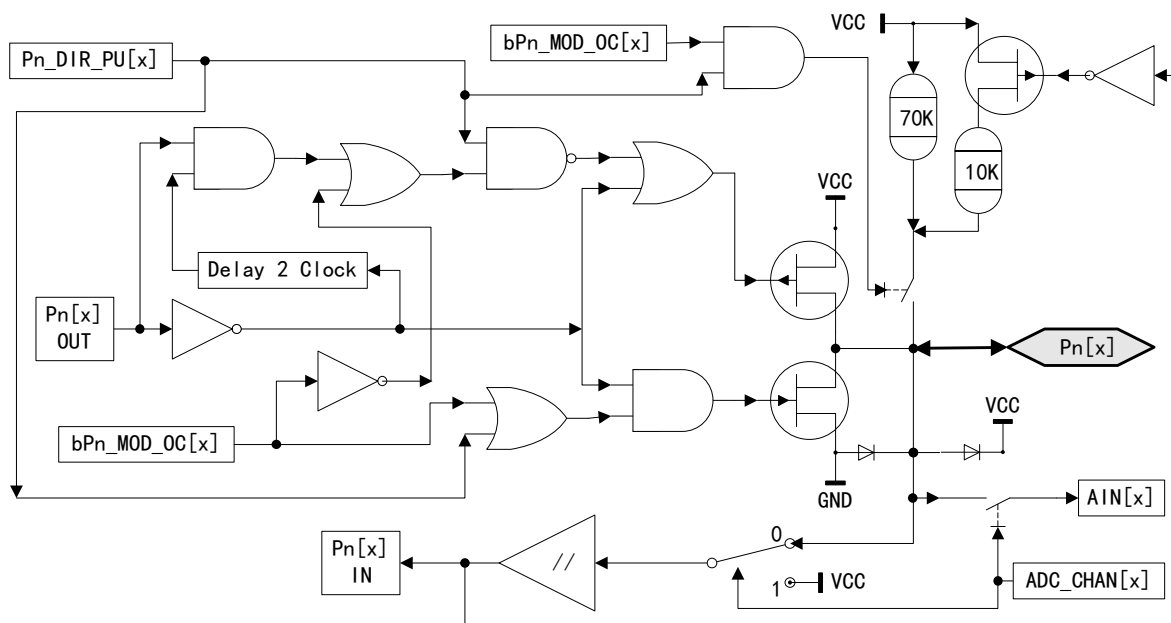 bPn_MOD_OC[x]
VCC
Pn_DIR_PU[x]
70K
10K
VCC
Delay 2 Clock
Pn[x]
OUT
Pn[x]
VCC
bPn_MOD_OC[x]
GND
AIN[x]
0
Pn[x]
IN
//
1
VCC
ADC_CHAN[x]